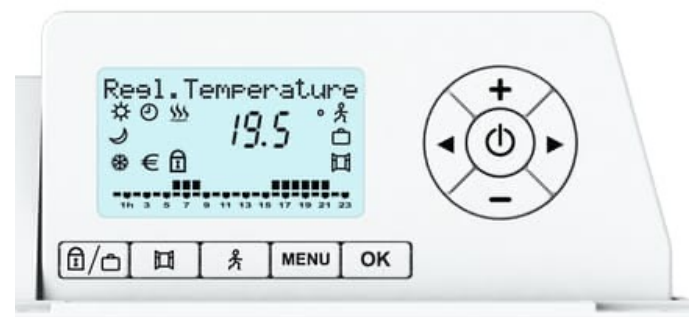 Regl.Temperature
19.5 °
€
1h 3 5 7 9 11 13 15 17 19 21 23
+
-
/
MENU
OK